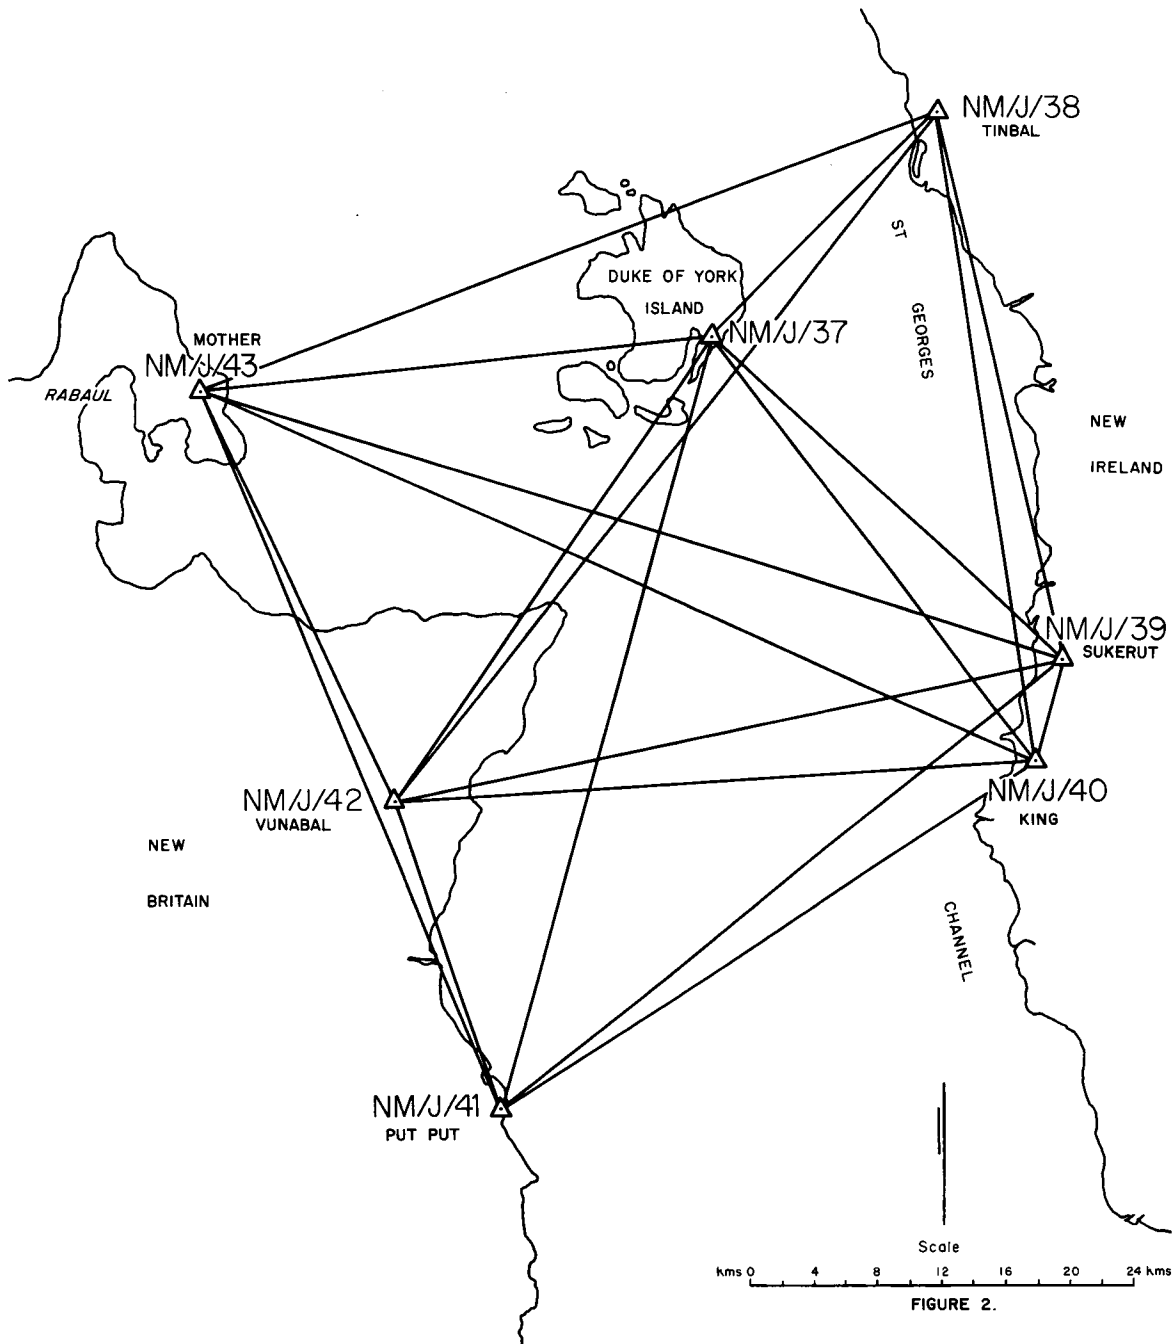 NM/J/38
TINBAL
ST
GEORGES
CHANNEL
DUKE OF YORK
ISLAND
NM/J/37
MOTHER
NM/J/43
RABAUL
NEW
IRELAND
NM/J/39
SUKERUT
NM/J/40
KING
NM/J/42
VUNABAL
NEW
BRITAIN
NM/J/41
PUT PUT
Scale
kms 0 4 8 12 16 20 24 kms
FIGURE 2.